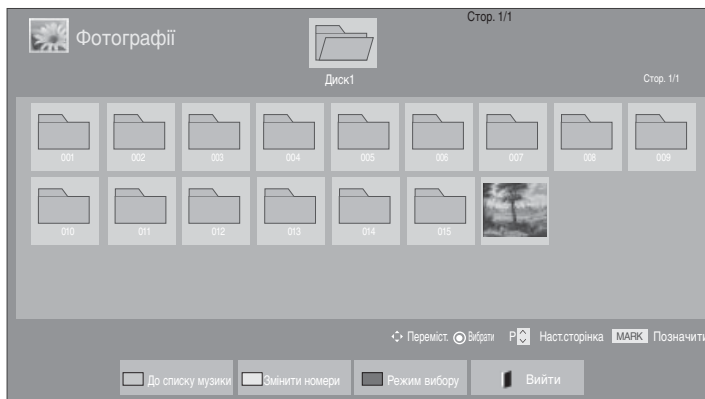 Стор. 1/1
Фотографії
Диск1
Стор. 1/1
001 002 003 004 005 006 007 008 009
010 011 012 013 014 015
Переміст. Вибрати P Наст.сторінка MARK Позначити
До списку музики Змінити номери Режим вибору Вийти